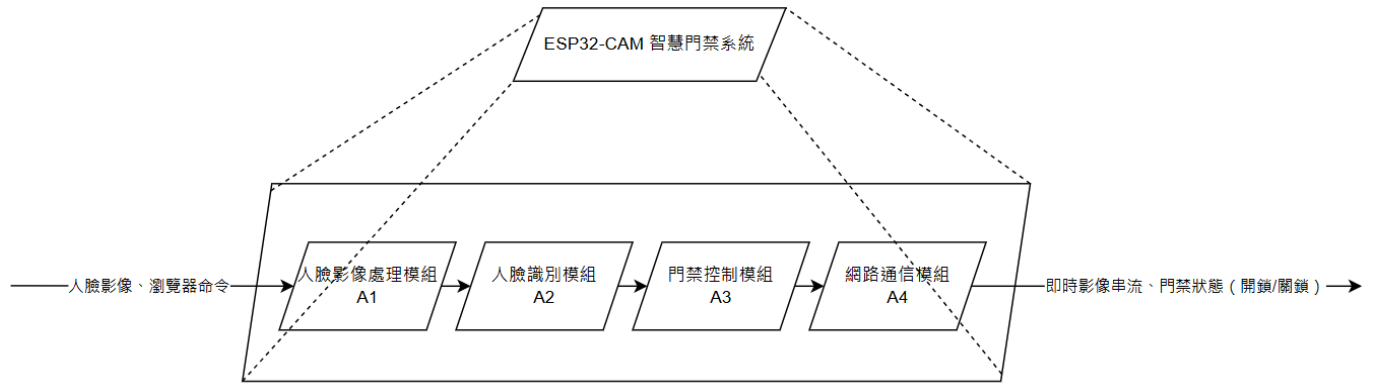 ESP32-CAM 智慧門禁系統
人臉影像、瀏覽器命令
人臉影像處理模組
A1
人臉識別模組
A2
門禁控制模組
A3
網路通信模組
A4
即時影像串流、門禁狀態（開鎖/關鎖）